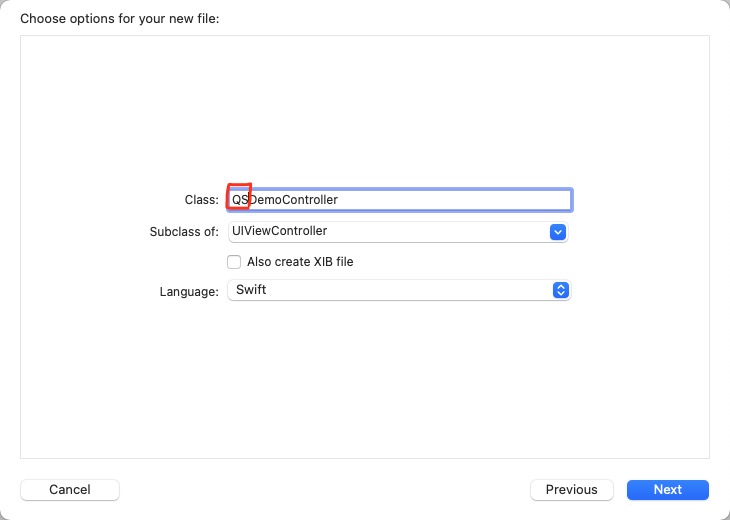 Choose options for your new file:
Class: QSDemoController
Subclass of: UIViewController
Also create XIB file
Language: Swift
Cancel Previous Next